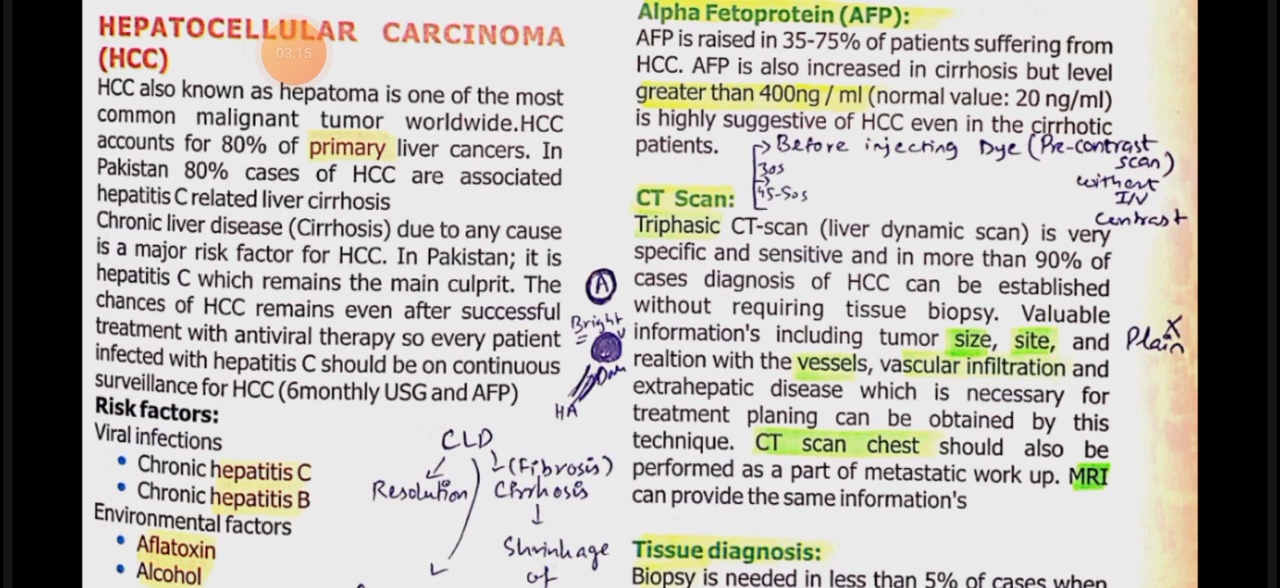 HEPATOCELLULAR CARCINOMA
(HCC)
03:15
HCC also known as hepatoma is one of the most
common malignant tumor worldwide.HCC
accounts for 80% of primary liver cancers. In
Pakistan 80% cases of HCC are associated
hepatitis C related liver cirrhosis
Chronic liver disease (Cirrhosis) due to any cause
is a major risk factor for HCC. In Pakistan; it is
hepatitis C which remains the main culprit. The
chances of HCC remains even after successful
treatment with antiviral therapy so every patient
infected with hepatitis C should be on continuous
surveillance for HCC (6monthly USG and AFP)
Risk factors:
Viral infections
• Chronic hepatitis C
• Chronic hepatitis B
Environmental factors
• Aflatoxin
• Alcohol
CLD
Resolution
(Fibrosis)
Cirrhosis
Shrinkage
of
A
Bright
HA
Alpha Fetoprotein (AFP):
AFP is raised in 35-75% of patients suffering from
HCC. AFP is also increased in cirrhosis but level
greater than 400ng / ml (normal value: 20 ng/ml)
is highly suggestive of HCC even in the cirrhotic
patients.
Before injecting Dye (Pre-contrast
scan)
without
IV
Contrast
30s
45-50s
CT Scan:
Triphasic CT-scan (liver dynamic scan) is very
specific and sensitive and in more than 90% of
cases diagnosis of HCC can be established
without requiring tissue biopsy. Valuable
information's including tumor size, site, and
realtion with the vessels, vascular infiltration and
extrahepatic disease which is necessary for
treatment planing can be obtained by this
technique. CT scan chest should also be
performed as a part of metastatic work up. MRI
can provide the same information's
Plain
Tissue diagnosis:
Biopsy is needed in less than 5% of cases when